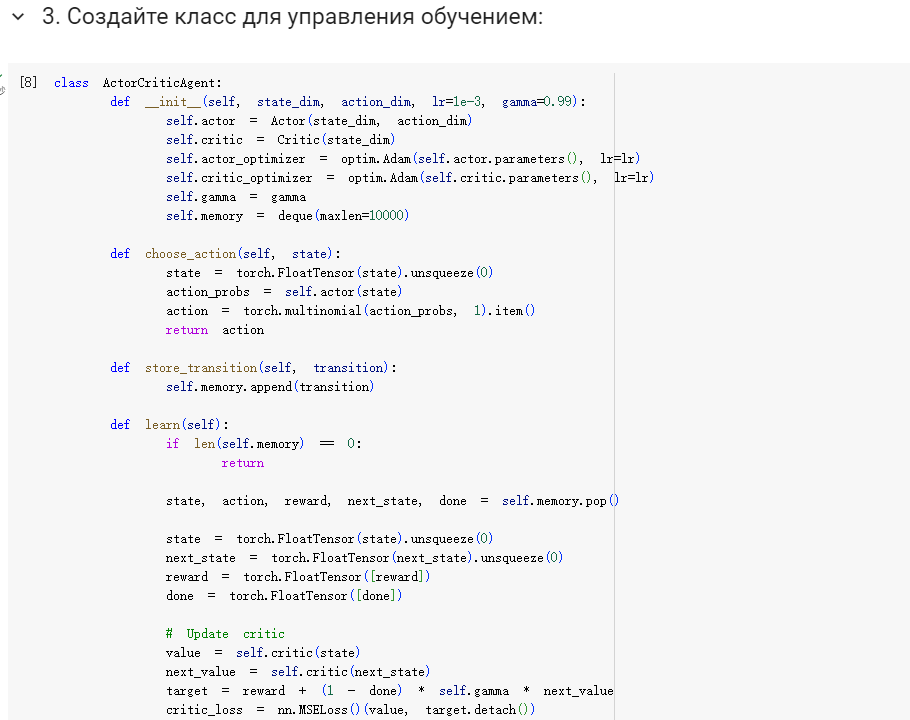 3. Создайте класс для управления обучением:
[8] class ActorCriticAgent:
def __init__(self, state_dim, action_dim, lr=1e-3, gamma=0.99):
self.actor = Actor(state_dim, action_dim)
self.critic = Critic(state_dim)
self.actor_optimizer = optim.Adam(self.actor.parameters(), lr=lr)
self.critic_optimizer = optim.Adam(self.critic.parameters(), lr=lr)
self.gamma = gamma
self.memory = deque(maxlen=10000)
def choose_action(self, state):
state = torch.FloatTensor(state).unsqueeze(0)
action_probs = self.actor(state)
action = torch.multinomial(action_probs, 1).item()
return action
def store_transition(self, transition):
self.memory.append(transition)
def learn(self):
if len(self.memory) == 0:
return
state, action, reward, next_state, done = self.memory.pop()
state = torch.FloatTensor(state).unsqueeze(0)
next_state = torch.FloatTensor(next_state).unsqueeze(0)
reward = torch.FloatTensor([reward])
done = torch.FloatTensor([done])
# Update critic
value = self.critic(state)
next_value = self.critic(next_state)
target = reward + (1 - done) * self.gamma * next_value
critic_loss = nn.MSELoss()(value, target.detach())